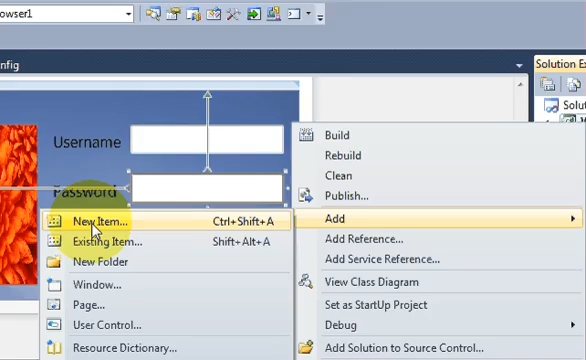 owser1
nfig
Solution Ex
Solut
Username
Password
Build
Rebuild
Clean
Publish...
Add
Add Reference...
Add Service Reference...
View Class Diagram
Set as StartUp Project
Debug
Add Solution to Source Control...
New Item... Ctrl+Shift+A
Existing Item... Shift+Alt+A
New Folder
Window...
Page...
User Control...
Resource Dictionary...